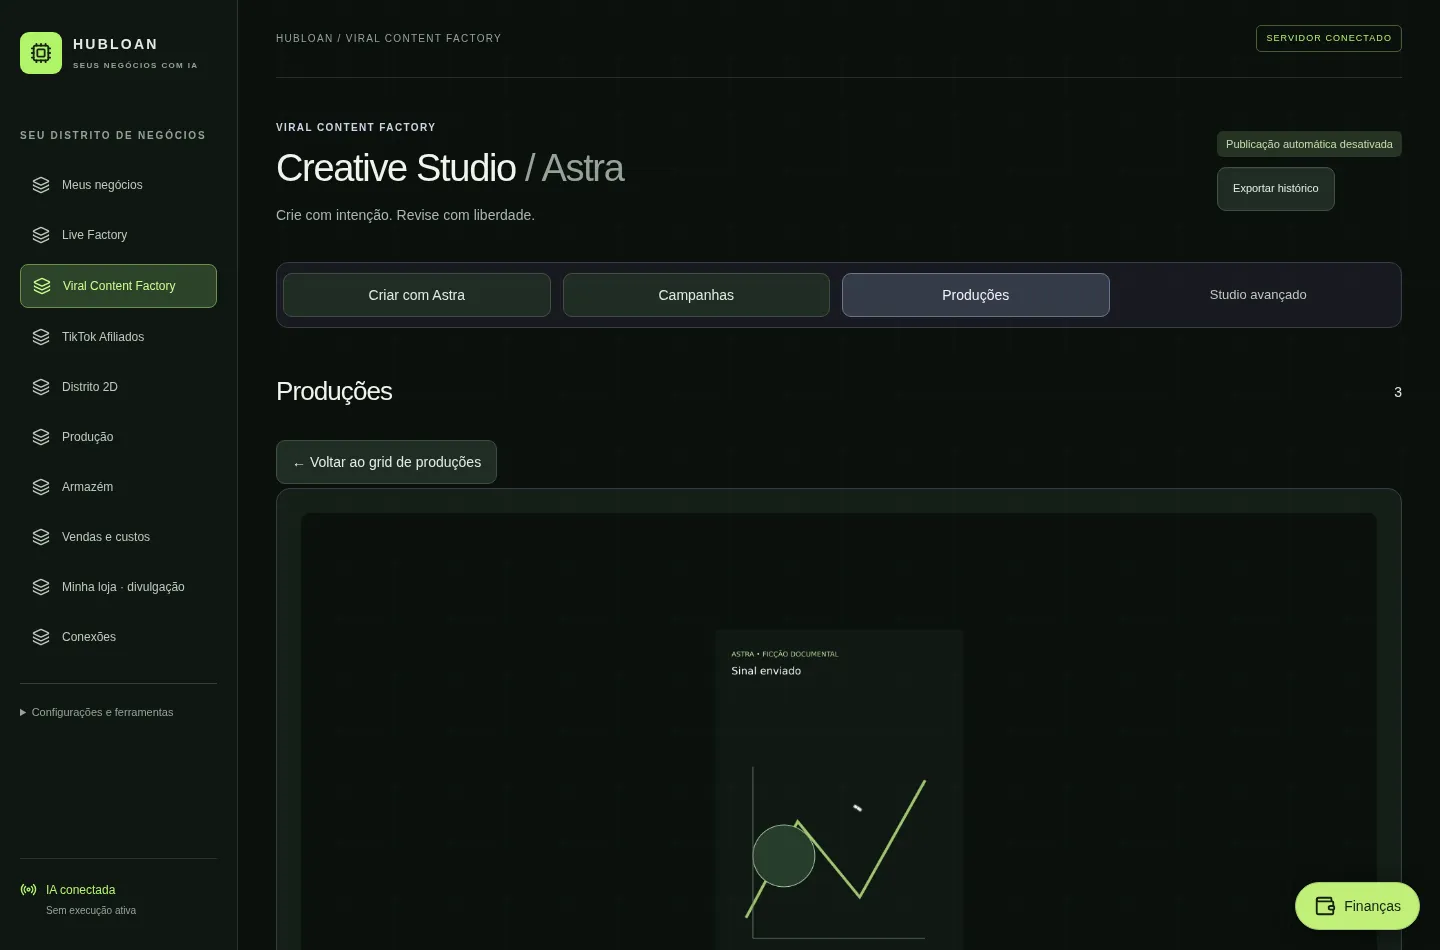 HUBLOAN
SEUS NEGÓCIOS COM IA
SEU DISTRITO DE NEGÓCIOS
Meus negócios
Live Factory
Viral Content Factory
TikTok Afiliados
Distrito 2D
Produção
Armazém
Vendas e custos
Minha loja · divulgação
Conexões
▶ Configurações e ferramentas
IA conectada
Sem execução ativa
HUBLOAN / VIRAL CONTENT FACTORY
SERVIDOR CONECTADO
VIRAL CONTENT FACTORY
Creative Studio / Astra
Crie com intenção. Revise com liberdade.
Publicação automática desativada
Exportar histórico
Criar com Astra
Campanhas
Produções
Studio avançado
Produções
3
← Voltar ao grid de produções
ASTRA • FICÇÃO DOCUMENTAL
Sinal enviado
Finanças